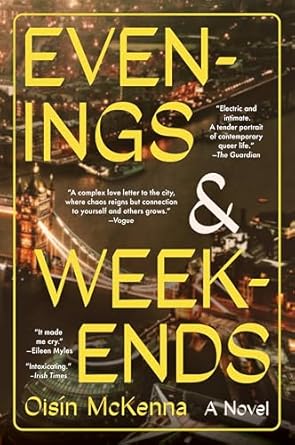 EVEN-
INGS
"Electric and
intimate.
A tender portrait
of contemporary
queer life."
—The Guardian
"A complex love letter to the city,
where chaos reigns but connection
to yourself and others grows."
—Vogue
&
WEEK-
ENDS
"It made
me cry."
—Eileen Myles
"Intoxicating."
—Irish Times
Oisín McKenna A Novel